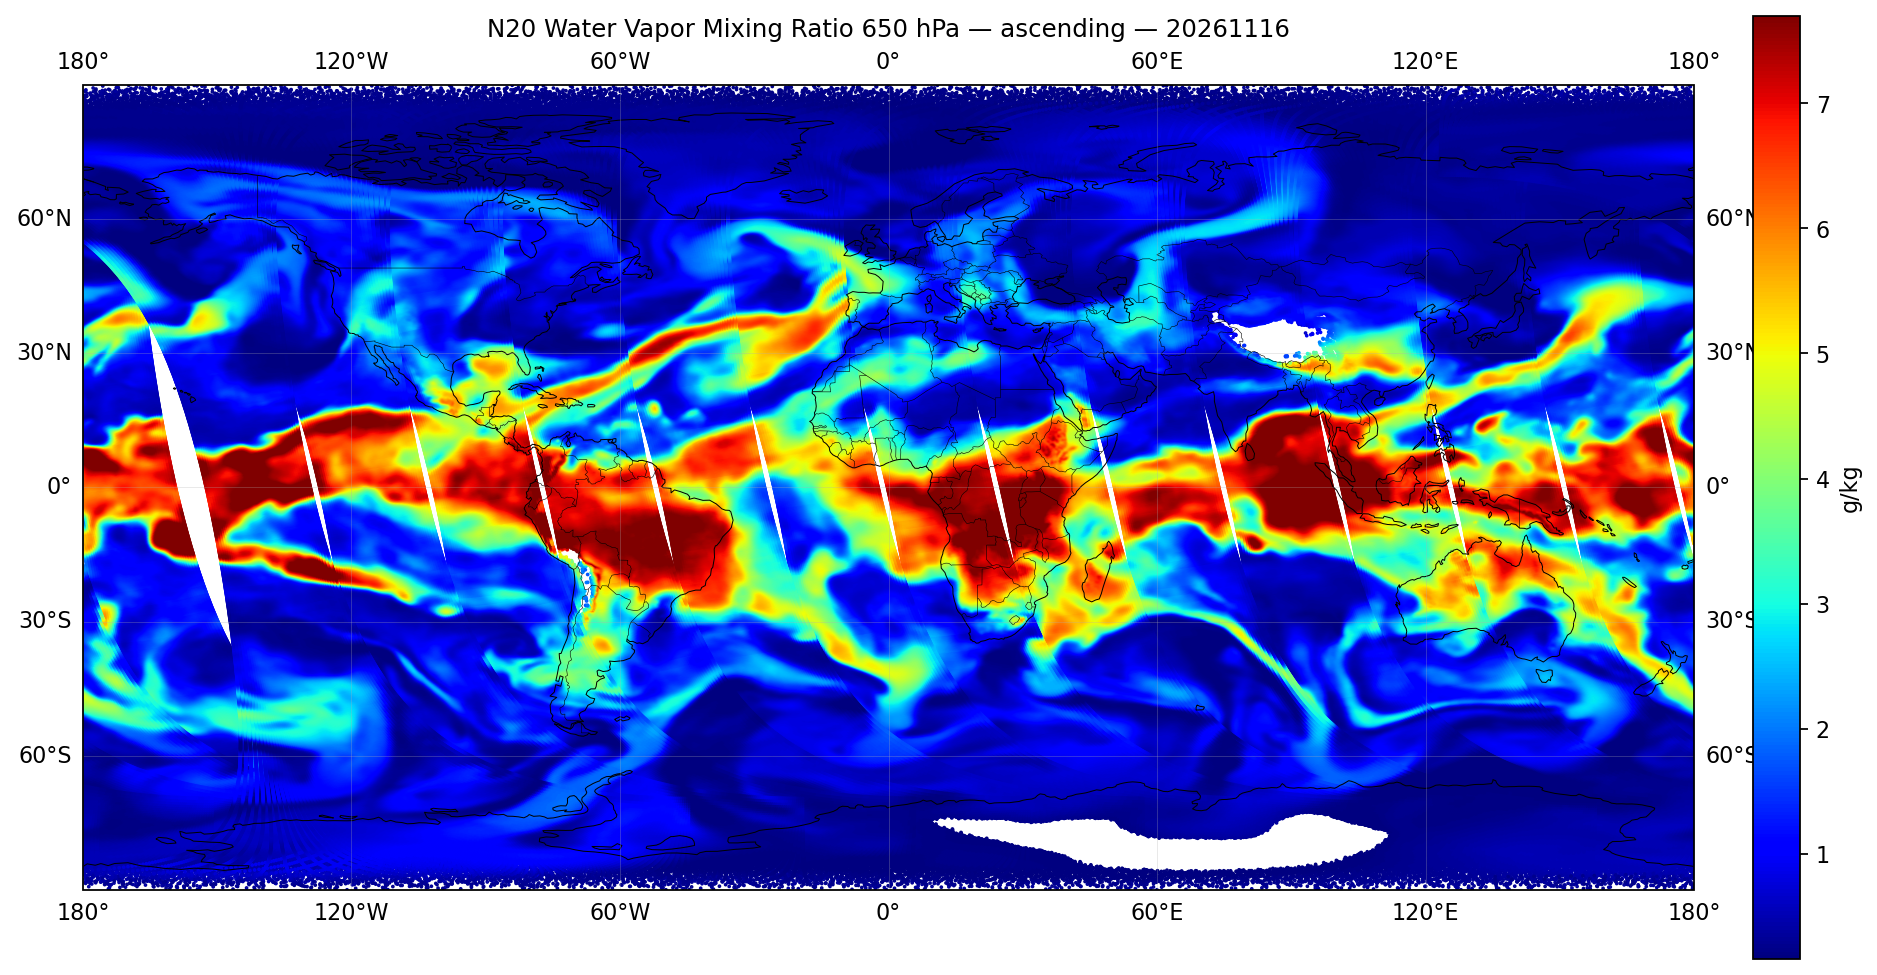 N20 Water Vapor Mixing Ratio 650 hPa — ascending — 20261116
180° 120°W 60°W 0° 60°E 120°E 180°
7
60°N 60°N
6
5
30°N 30°N
4
0° 0°
g/kg
3
30°S 30°S
2
60°S 60°S
1
180° 120°W 60°W 0° 60°E 120°E 180°